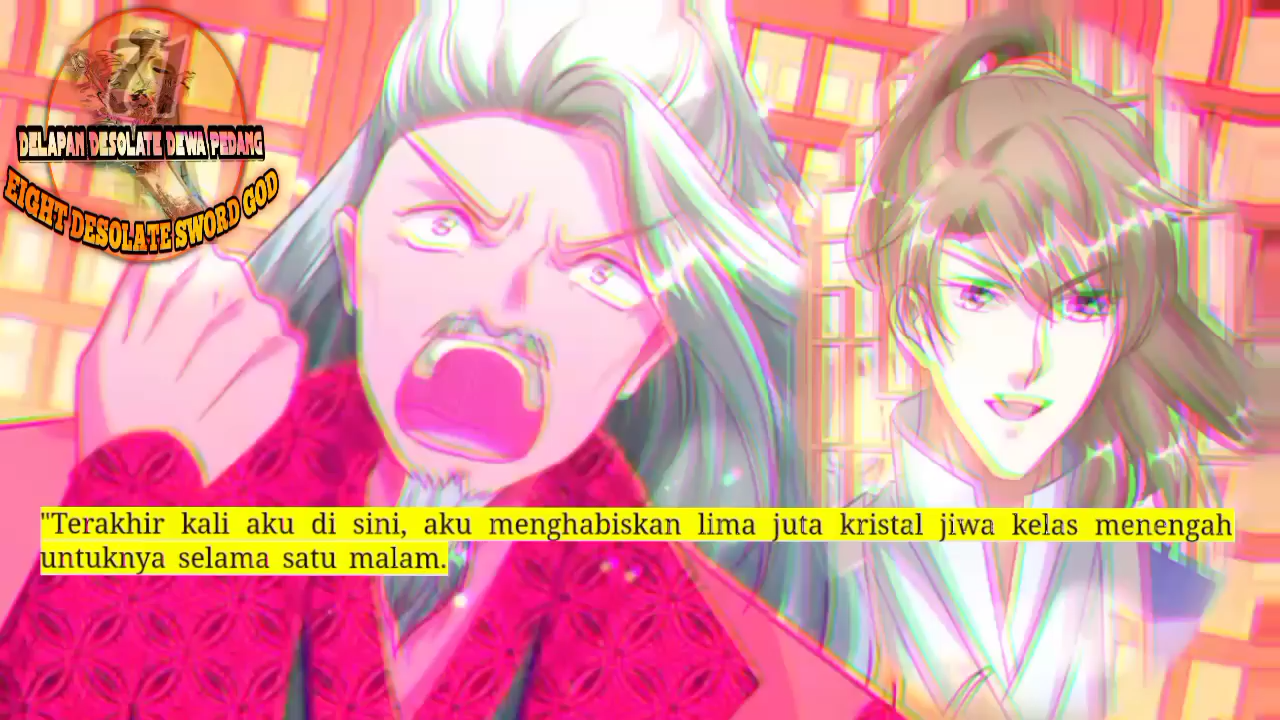 DELAPAN DESOLATE DEWA PEDANG
EIGHT DESOLATE SWORD GOD
"Terakhir kali aku di sini, aku menghabiskan lima juta kristal jiwa kelas menengah
untuknya selama satu malam.